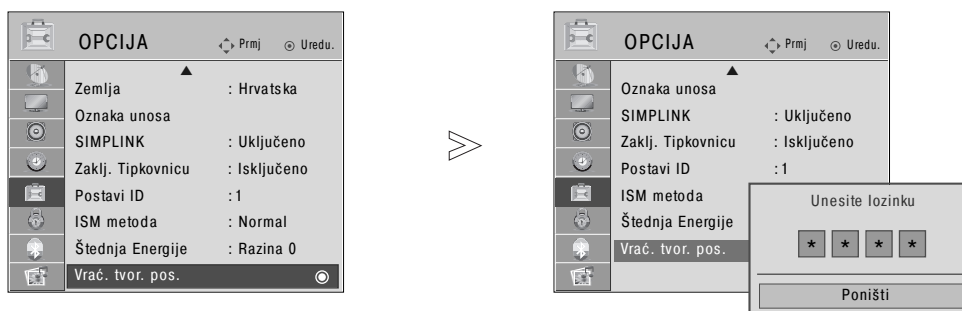 OPCIJA Prmj Uredu.
Zemlja : Hrvatska
Oznaka unosa
SIMPLINK : Uključeno
Zaklj. Tipkovnicu : Isključeno
Postavi ID :1
ISM metoda : Normal
Štednja Energije : Razina 0
Vrać. tvor. pos.
OPCIJA Prmj Uredu.
Oznaka unosa
SIMPLINK : Uključeno
Zaklj. Tipkovnicu : Isključeno
Postavi ID :1
ISM metoda
Štednja Energije
Vrać. tvor. pos.
Unesite lozinku
* * * *
Poništi